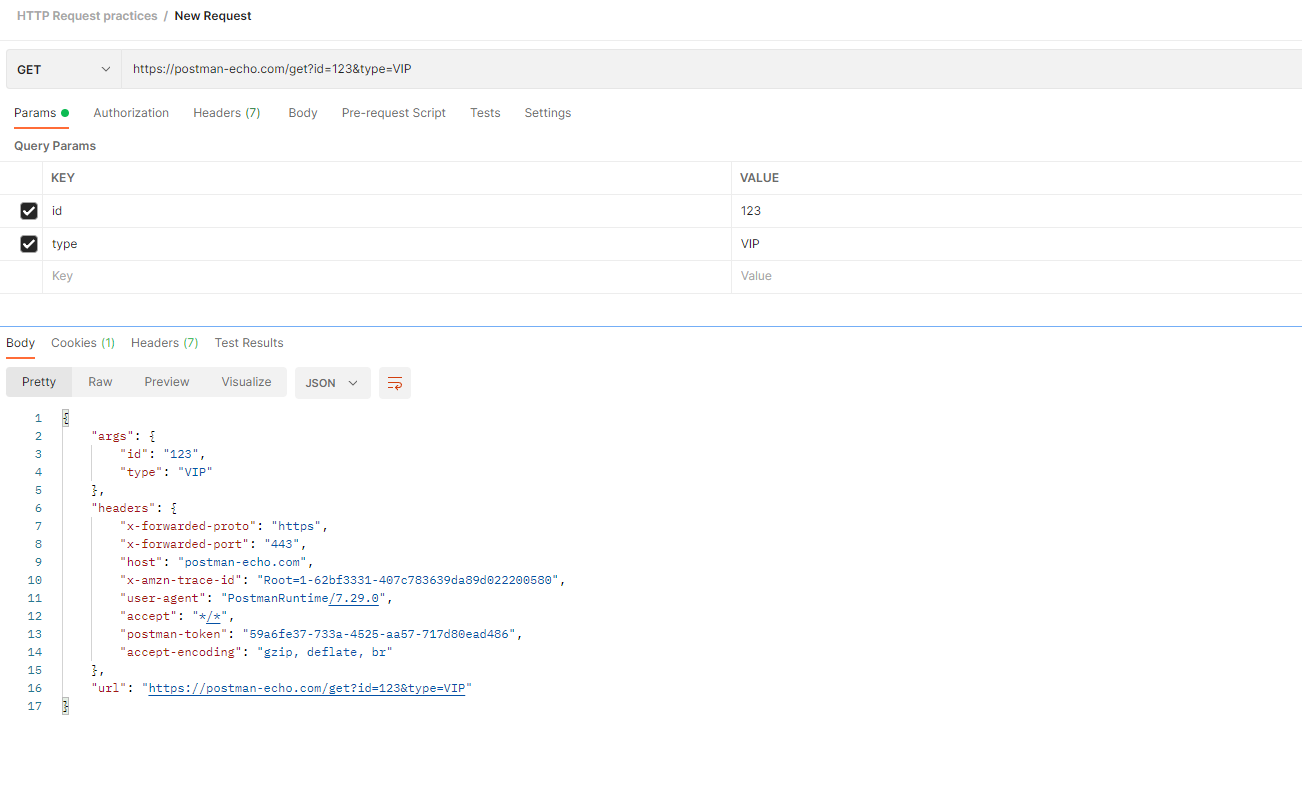 HTTP Request practices / New Request
GET https://postman-echo.com/get?id=123&type=VIP
Params Authorization Headers (7) Body Pre-request Script Tests Settings
Query Params
KEY VALUE
id 123
type VIP
Key Value
Body Cookies (1) Headers (7) Test Results
Pretty Raw Preview Visualize JSON
1 {
2 "args": {
3 "id": "123",
4 "type": "VIP"
5 },
6 "headers": {
7 "x-forwarded-proto": "https",
8 "x-forwarded-port": "443",
9 "host": "postman-echo.com",
10 "x-amzn-trace-id": "Root=1-62bf3331-407c783639da89d022200580",
11 "user-agent": "PostmanRuntime/7.29.0",
12 "accept": "*/*",
13 "postman-token": "59a6fe37-733a-4525-aa57-717d80ead486",
14 "accept-encoding": "gzip, deflate, br"
15 },
16 "url": "https://postman-echo.com/get?id=123&type=VIP"
17 }